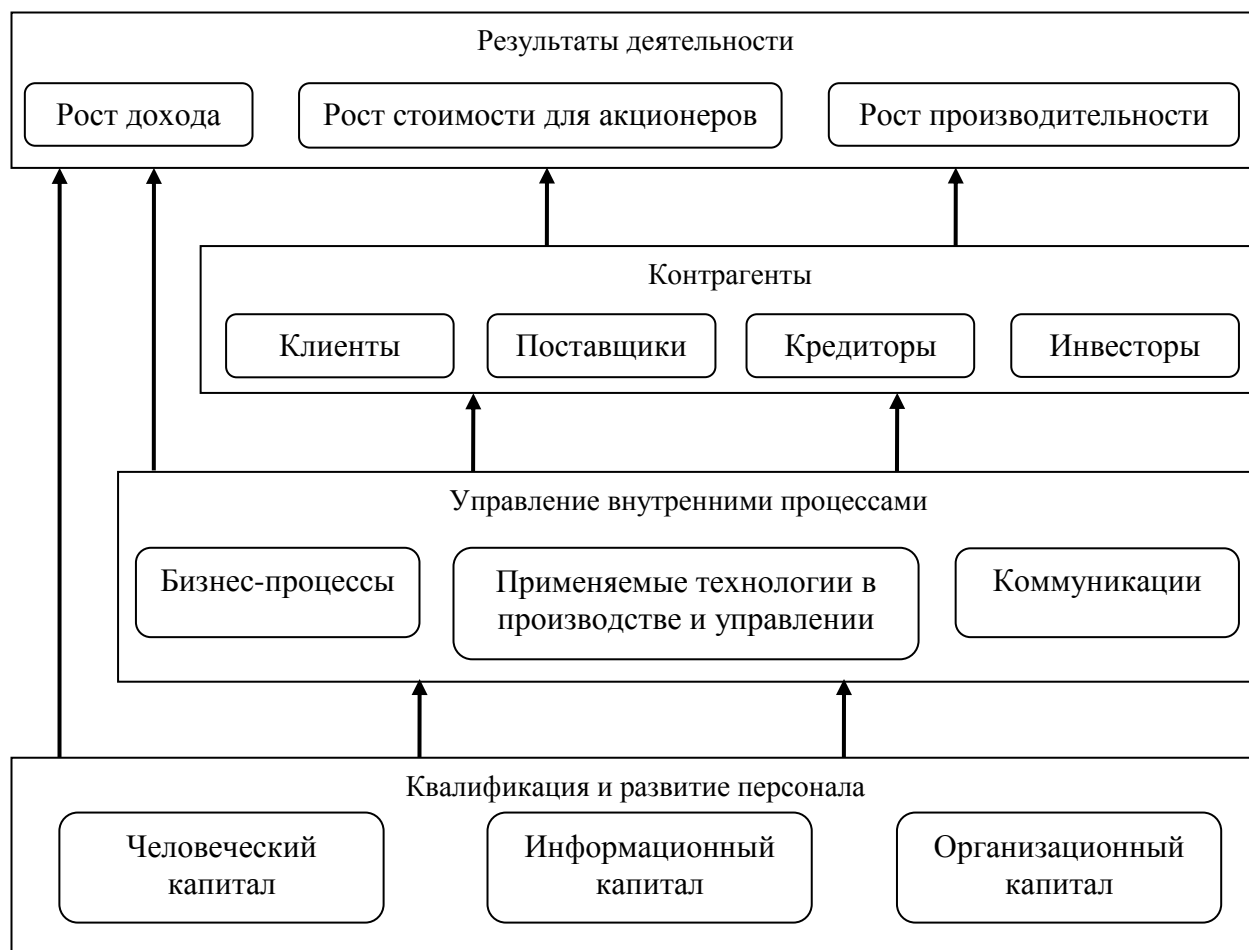 Результаты деятельности
Рост дохода
Рост стоимости для акционеров
Рост производительности
Контрагенты
Клиенты
Поставщики
Кредиторы
Инвесторы
Управление внутренними процессами
Бизнес-процессы
Применяемые технологии в
производстве и управлении
Коммуникации
Квалификация и развитие персонала
Человеческий
капитал
Информационный
капитал
Организационный
капитал